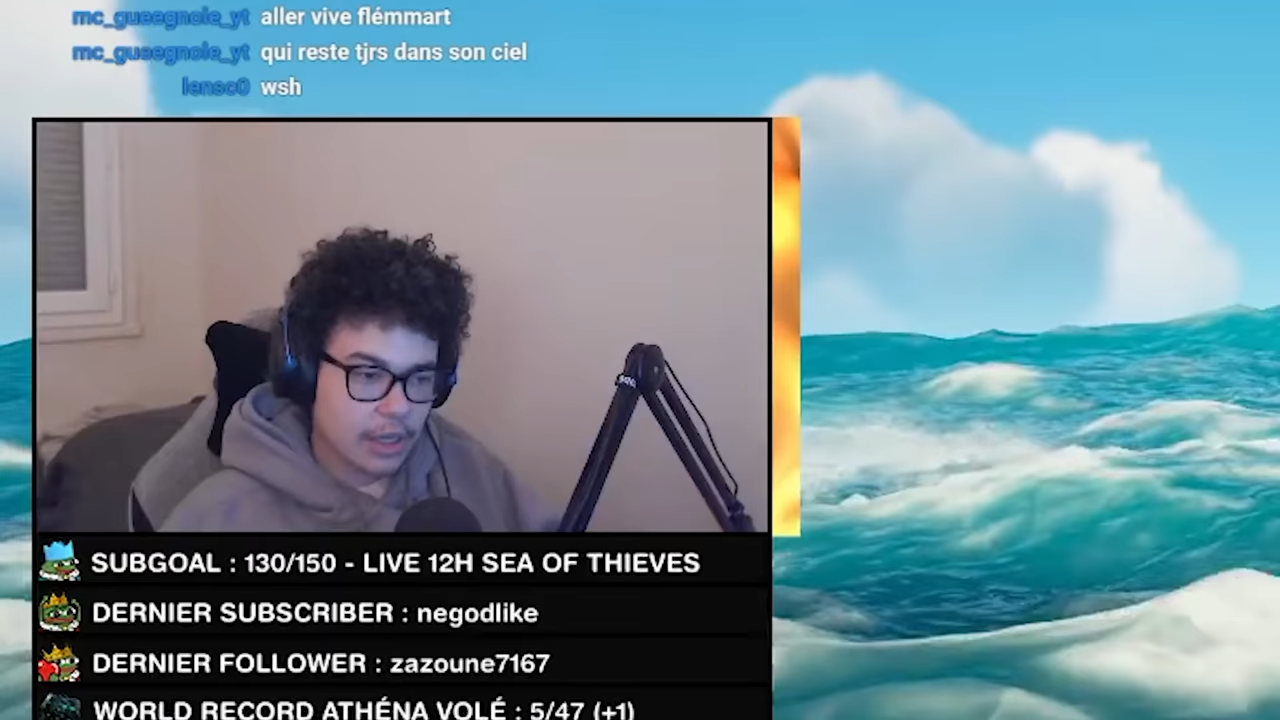 mc_gueegnole_yt aller vive flémmart
mc_gueegnole_yt qui reste tjrs dans son ciel
lensc0 wsh
SUBGOAL : 130/150 - LIVE 12H SEA OF THIEVES
DERNIER SUBSCRIBER : negodlike
DERNIER FOLLOWER : zazoune7167
WORLD RECORD ATHÉNA VOLÉ : 5/47 (+1)